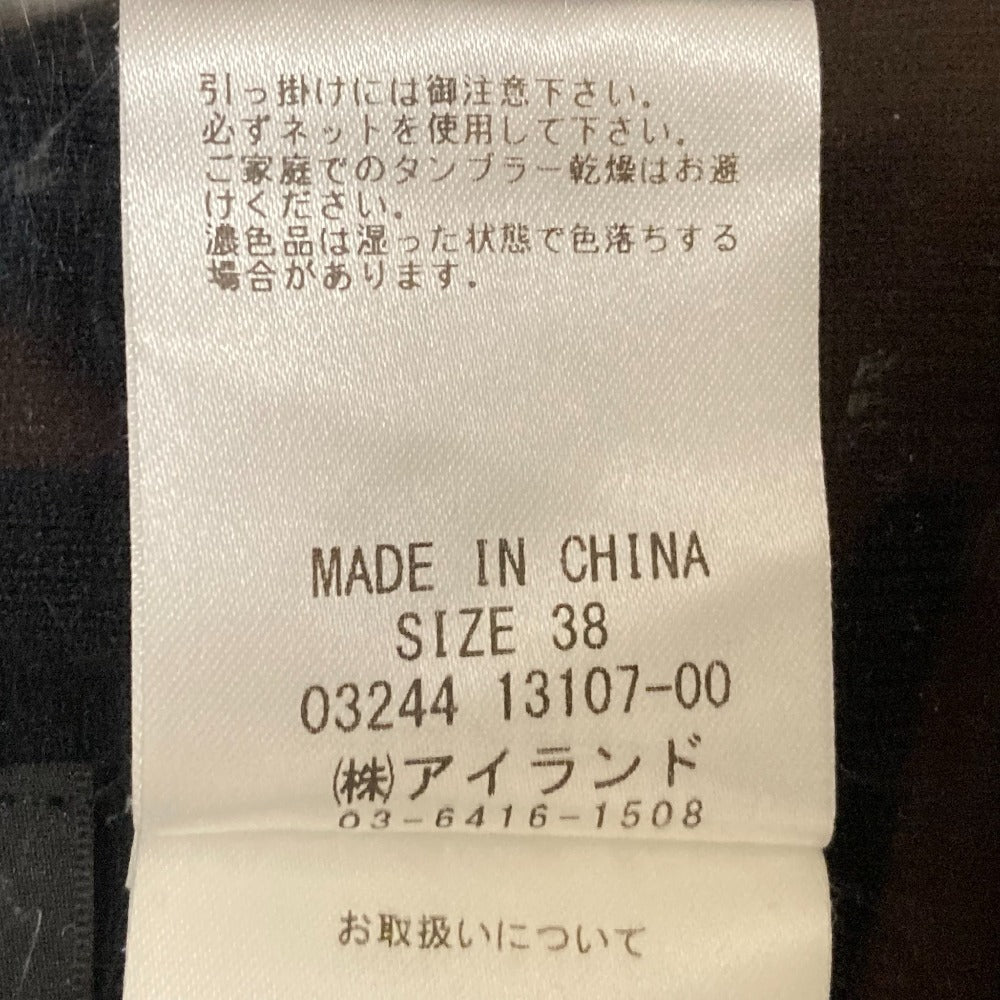 引っ掛けには御注意下さい。
必ずネットを使用して下さい。
ご家庭でのタンブラー乾燥はお避
けください。
濃色品は湿った状態で色落ちする
場合があります。
MADE IN CHINA
SIZE 38
03244 13107-00
(株)アイランド
03-6416-1508
お取扱いについて